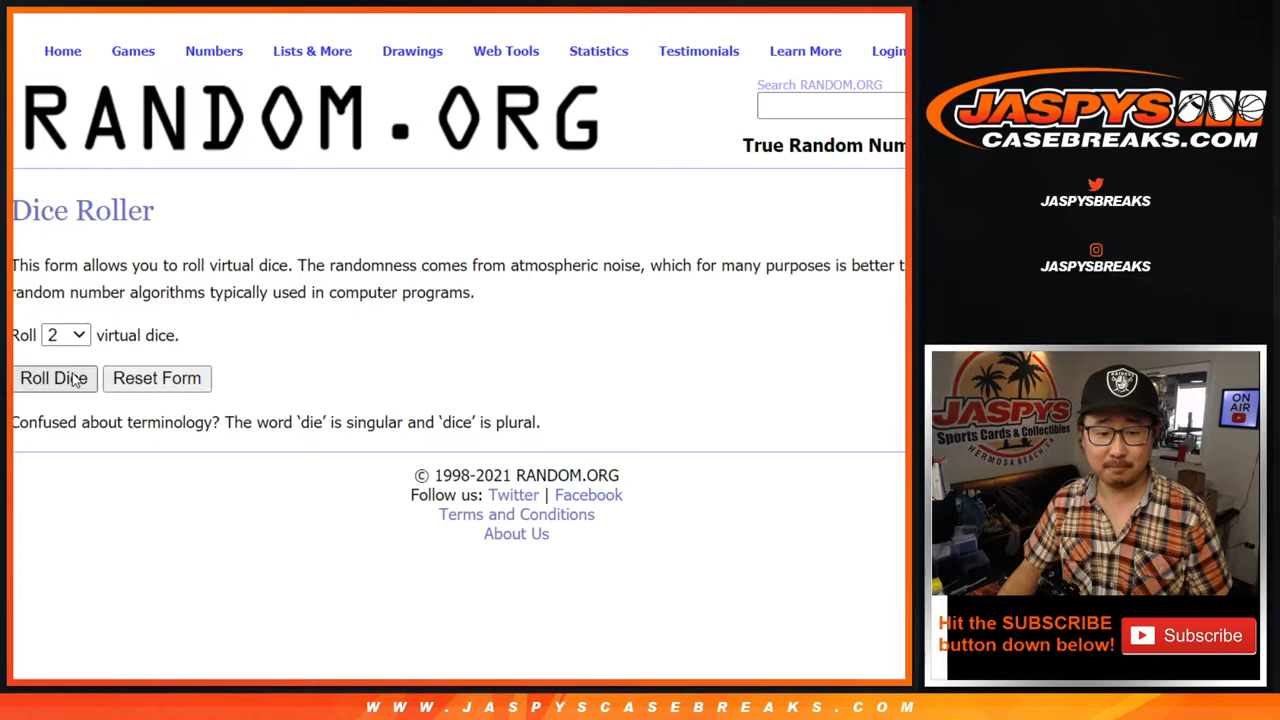 Home Games Numbers Lists & More Drawings Web Tools Statistics Testimonials Learn More Login
RANDOM.ORG
Search RANDOM.ORG
True Random Num
Dice Roller
This form allows you to roll virtual dice. The randomness comes from atmospheric noise, which for many purposes is better t
random number algorithms typically used in computer programs.
Roll 2 virtual dice.
Roll Dice Reset Form
Confused about terminology? The word ‘die’ is singular and ‘dice’ is plural.
© 1998-2021 RANDOM.ORG
Follow us: Twitter | Facebook
Terms and Conditions
About Us
JASPYS
CASEBREAKS.COM
JASPYSBREAKS
JASPYSBREAKS
JASPYS
Sports Cards & Collectibles
HERMOSA BEACH, CA
RAIDERS
ON
AIR
Hit the SUBSCRIBE
button down below!
Subscribe
WWW.JASPYSCASEBREAKS.COM